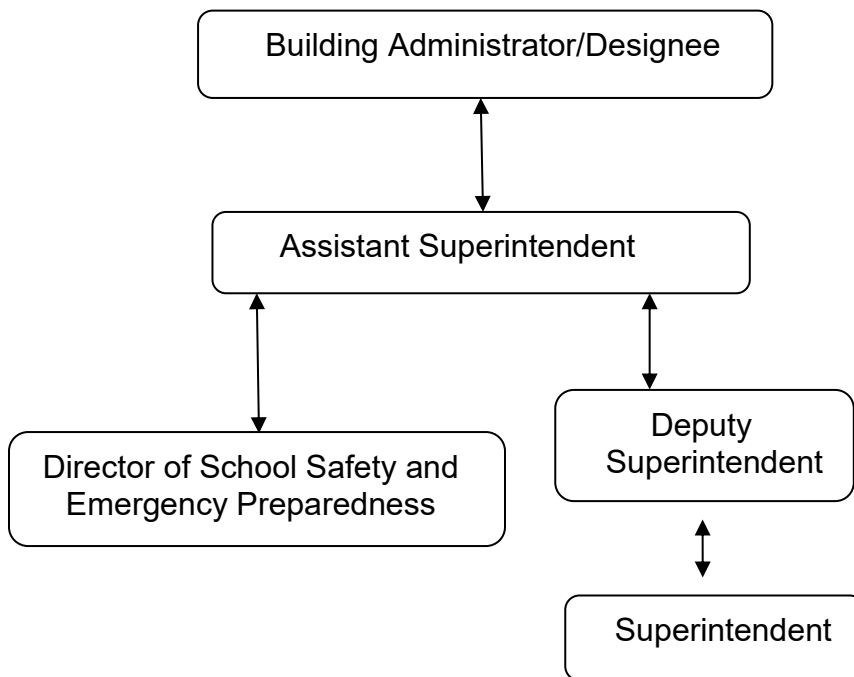 Building Administrator/Designee
Assistant Superintendent
Director of School Safety and
Emergency Preparedness
Deputy
Superintendent
Superintendent